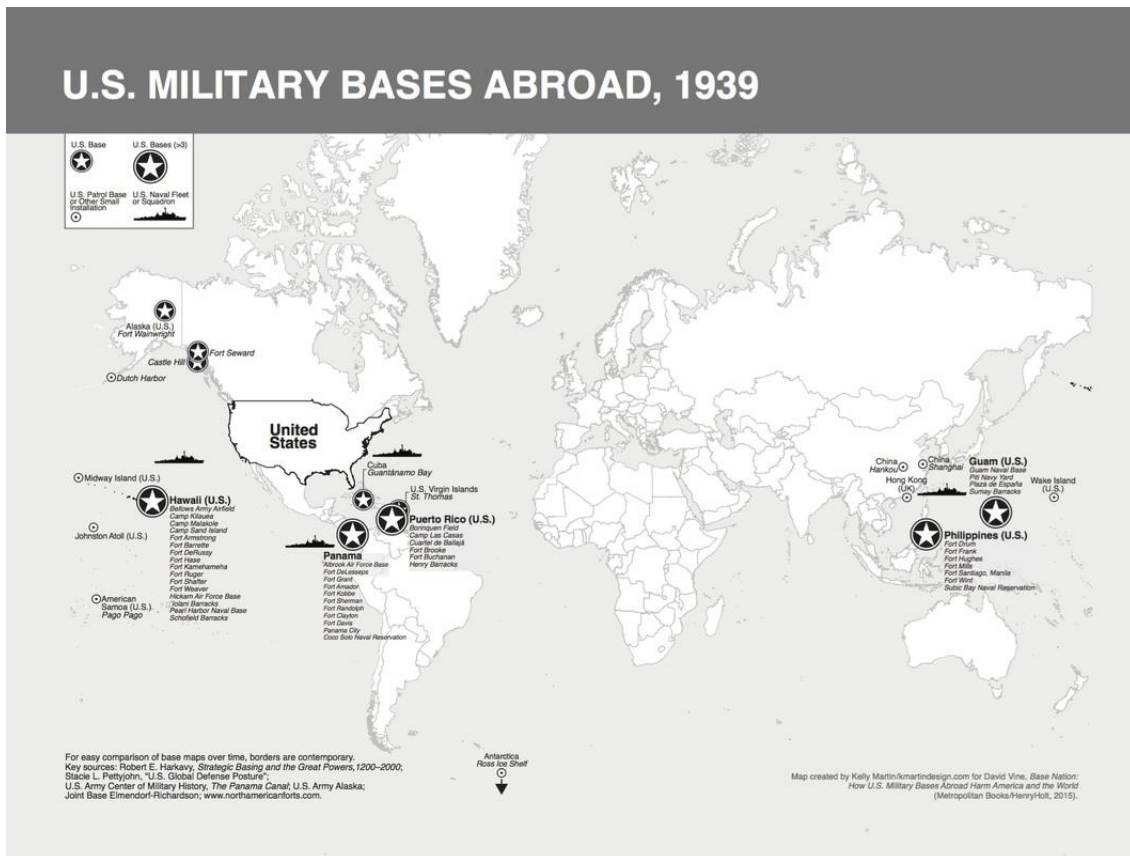 U.S. MILITARY BASES ABROAD, 1939
U.S. Base
U.S. Bases (>3)
U.S. Patrol Base
or Other Small
Installation
U.S. Naval Fleet
or Squadron
Alaska (U.S.)
Fort Wainwright
Fort Seward
Castle Hill
Dutch Harbor
United
States
Midway Island (U.S.)
Hawaii (U.S.)
Bellows Army Airfield
Camp Kilauea
Camp Malakole
Camp Sand Island
Fort Armstrong
Fort Barrette
Fort DeRussy
Fort Hase
Fort Kamehameha
Fort Ruger
Fort Shafter
Fort Weaver
Hickam Air Force Base
Iolani Barracks
Pearl Harbor Naval Base
Schofield Barracks
Johnston Atoll (U.S.)
American
Samoa (U.S.)
Pago Pago
Cuba
Guantánamo Bay
U.S. Virgin Islands
St. Thomas
Puerto Rico (U.S.)
Borinquen Field
Camp Las Casas
Cuartel de Ballajá
Fort Brooke
Fort Buchanan
Henry Barracks
Panama
Albrook Air Force Base
Fort DeLesseps
Fort Grant
Fort Amador
Fort Kobbe
Fort Sherman
Fort Randolph
Fort Clayton
Fort Davis
Panama City
Coco Solo Naval Reservation
China
Hankou
China
Shanghai
Hong Kong
(UK)
Guam (U.S.)
Guam Naval Base
Piti Navy Yard
Plaza de España
Sumay Barracks
Wake Island
(U.S.)
Philippines (U.S.)
Fort Drum
Fort Frank
Fort Hughes
Fort Mills
Fort Santiago, Manila
Fort Wint
Subic Bay Naval Reservation
Antarctica
Ross Ice Shelf
For easy comparison of base maps over time, borders are contemporary.
Key sources: Robert E. Harkavy, Strategic Basing and the Great Powers, 1200–2000;
Stacie L. Pettyjohn, "U.S. Global Defense Posture";
U.S. Army Center of Military History, The Panama Canal; U.S. Army Alaska;
Joint Base Elmendorf-Richardson; www.northamericanforts.com.
Map created by Kelly Martin/kmartindesign.com for David Vine, Base Nation:
How U.S. Military Bases Abroad Harm America and the World
(Metropolitan Books/HenryHolt, 2015).